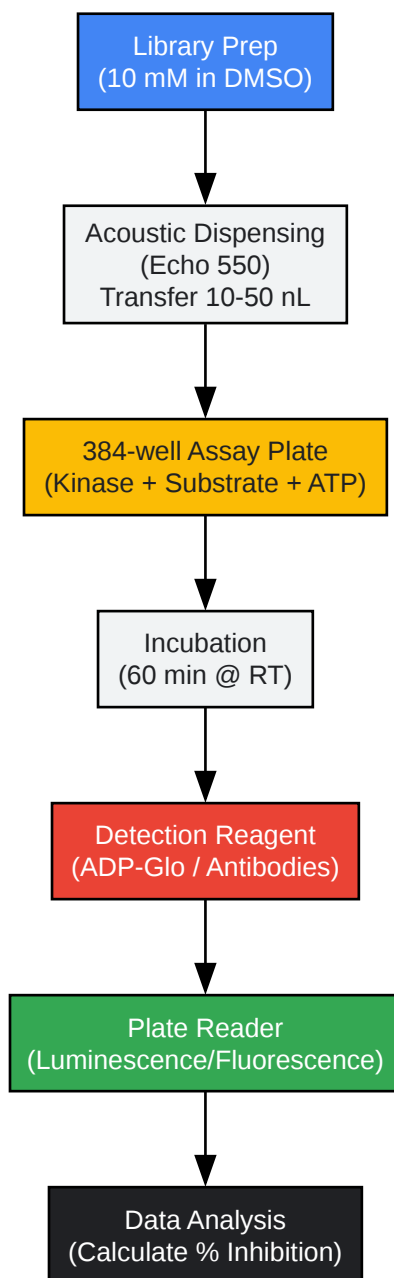 Library Prep
(10 mM in DMSO)
Acoustic Dispensing
(Echo 550)
Transfer 10-50 nL
384-well Assay Plate
(Kinase + Substrate + ATP)
Incubation
(60 min @ RT)
Detection Reagent
(ADP-Glo / Antibodies)
Plate Reader
(Luminescence/Fluorescence)
Data Analysis
(Calculate % Inhibition)